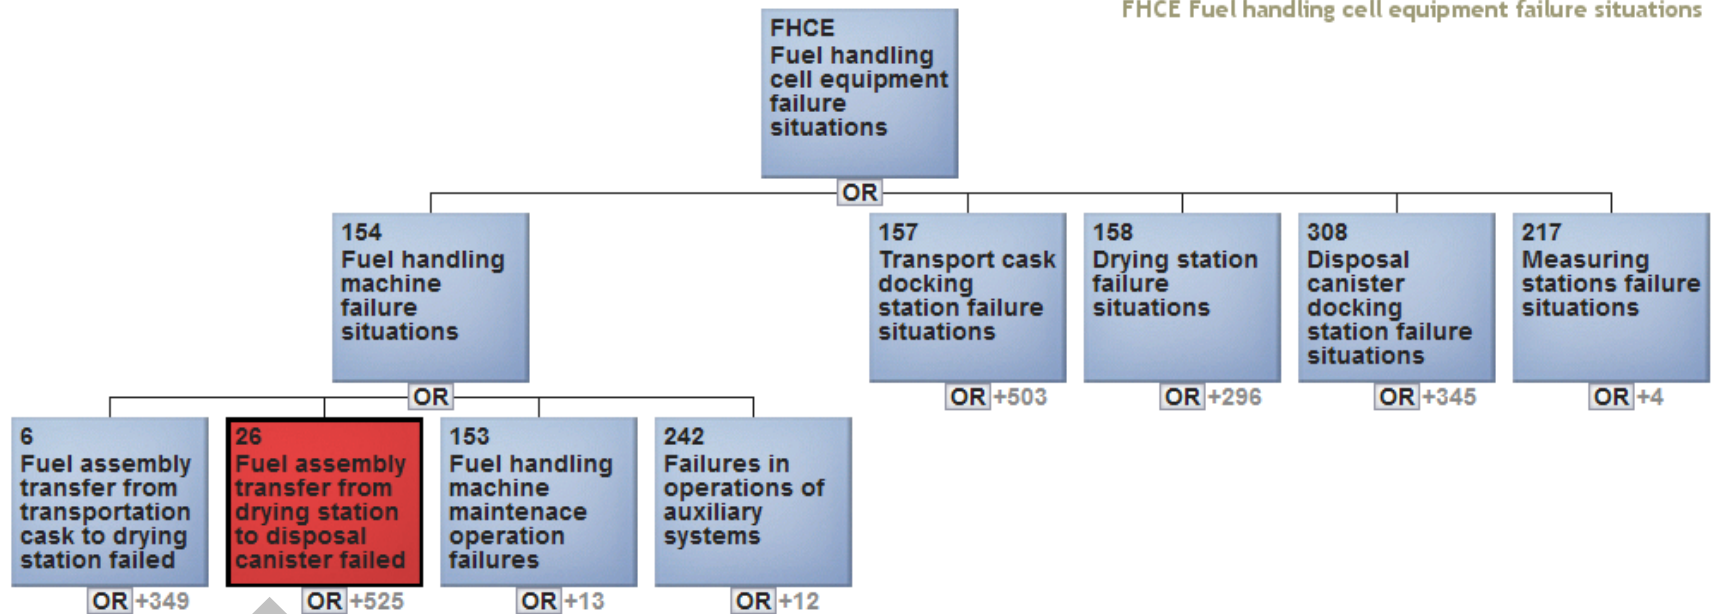 FHCE Fuel handling cell equipment failure situations
FHCE
Fuel handling
cell equipment
failure
situations
OR
154
Fuel handling
machine
failure
situations
OR
157
Transport cask
docking
station failure
situations
OR +503
158
Drying station
failure
situations
OR +296
308
Disposal
canister
docking
station failure
situations
OR +345
217
Measuring
stations failure
situations
OR +4
6
Fuel assembly
transfer from
transportation
cask to drying
station failed
OR +349
26
Fuel assembly
transfer from
drying station
to disposal
canister failed
OR +525
153
Fuel handling
machine
maintenace
operation
failures
OR +13
242
Failures in
operations of
auxiliary
systems
OR +12